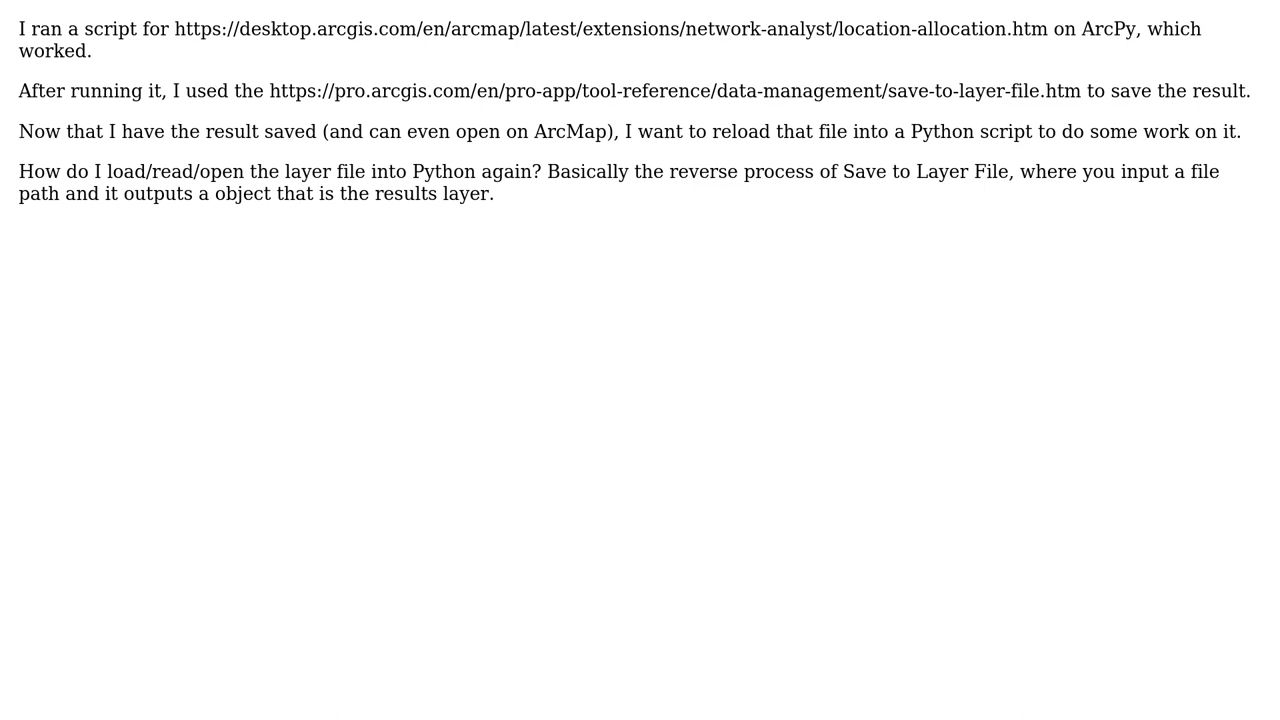 I ran a script for https://desktop.arcgis.com/en/arcmap/latest/extensions/network-analyst/location-allocation.htm on ArcPy, which
worked.
After running it, I used the https://pro.arcgis.com/en/pro-app/tool-reference/data-management/save-to-layer-file.htm to save the result.
Now that I have the result saved (and can even open on ArcMap), I want to reload that file into a Python script to do some work on it.
How do I load/read/open the layer file into Python again? Basically the reverse process of Save to Layer File, where you input a file
path and it outputs a object that is the results layer.